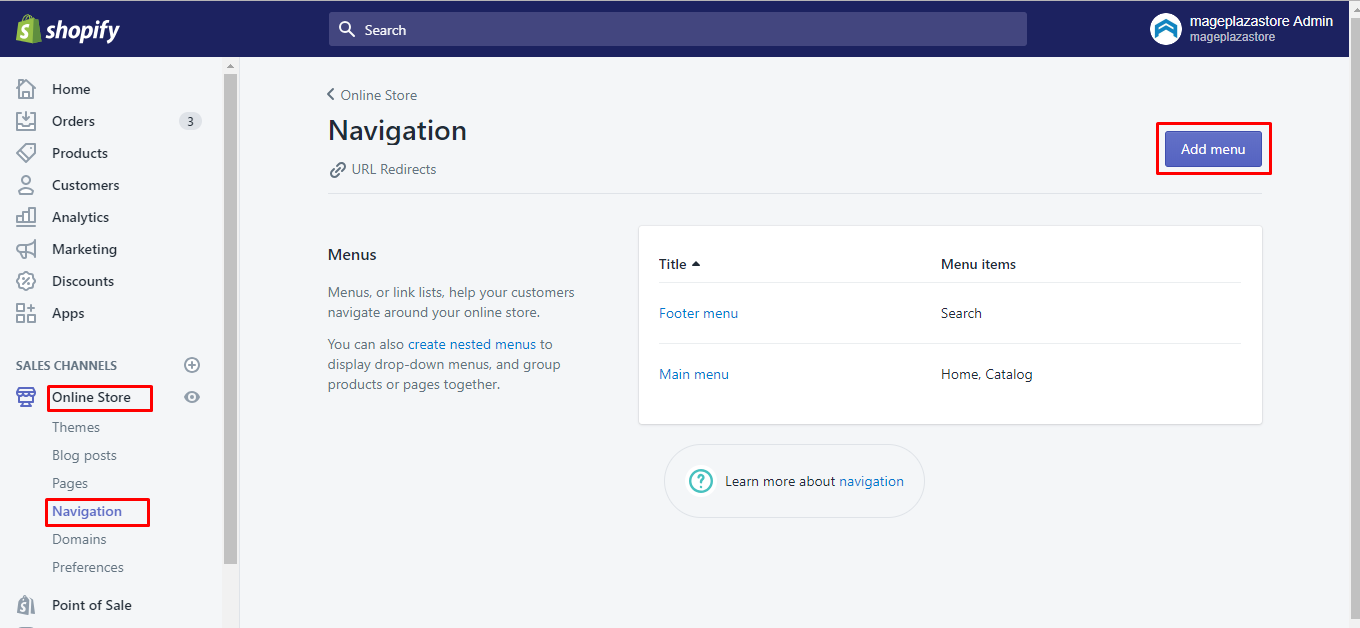 shopify
Search
mageplazastore Admin
mageplazastore
Home
Orders
3
Products
Customers
Analytics
Marketing
Discounts
Apps
SALES CHANNELS
Online Store
Themes
Blog posts
Pages
Navigation
Domains
Preferences
Point of Sale
Online Store
Navigation
URL Redirects
Add menu
Menus
Menus, or link lists, help your customers
navigate around your online store.
You can also create nested menus to
display drop-down menus, and group
products or pages together.
Title Menu items
Footer menu Search
Main menu Home, Catalog
Learn more about navigation